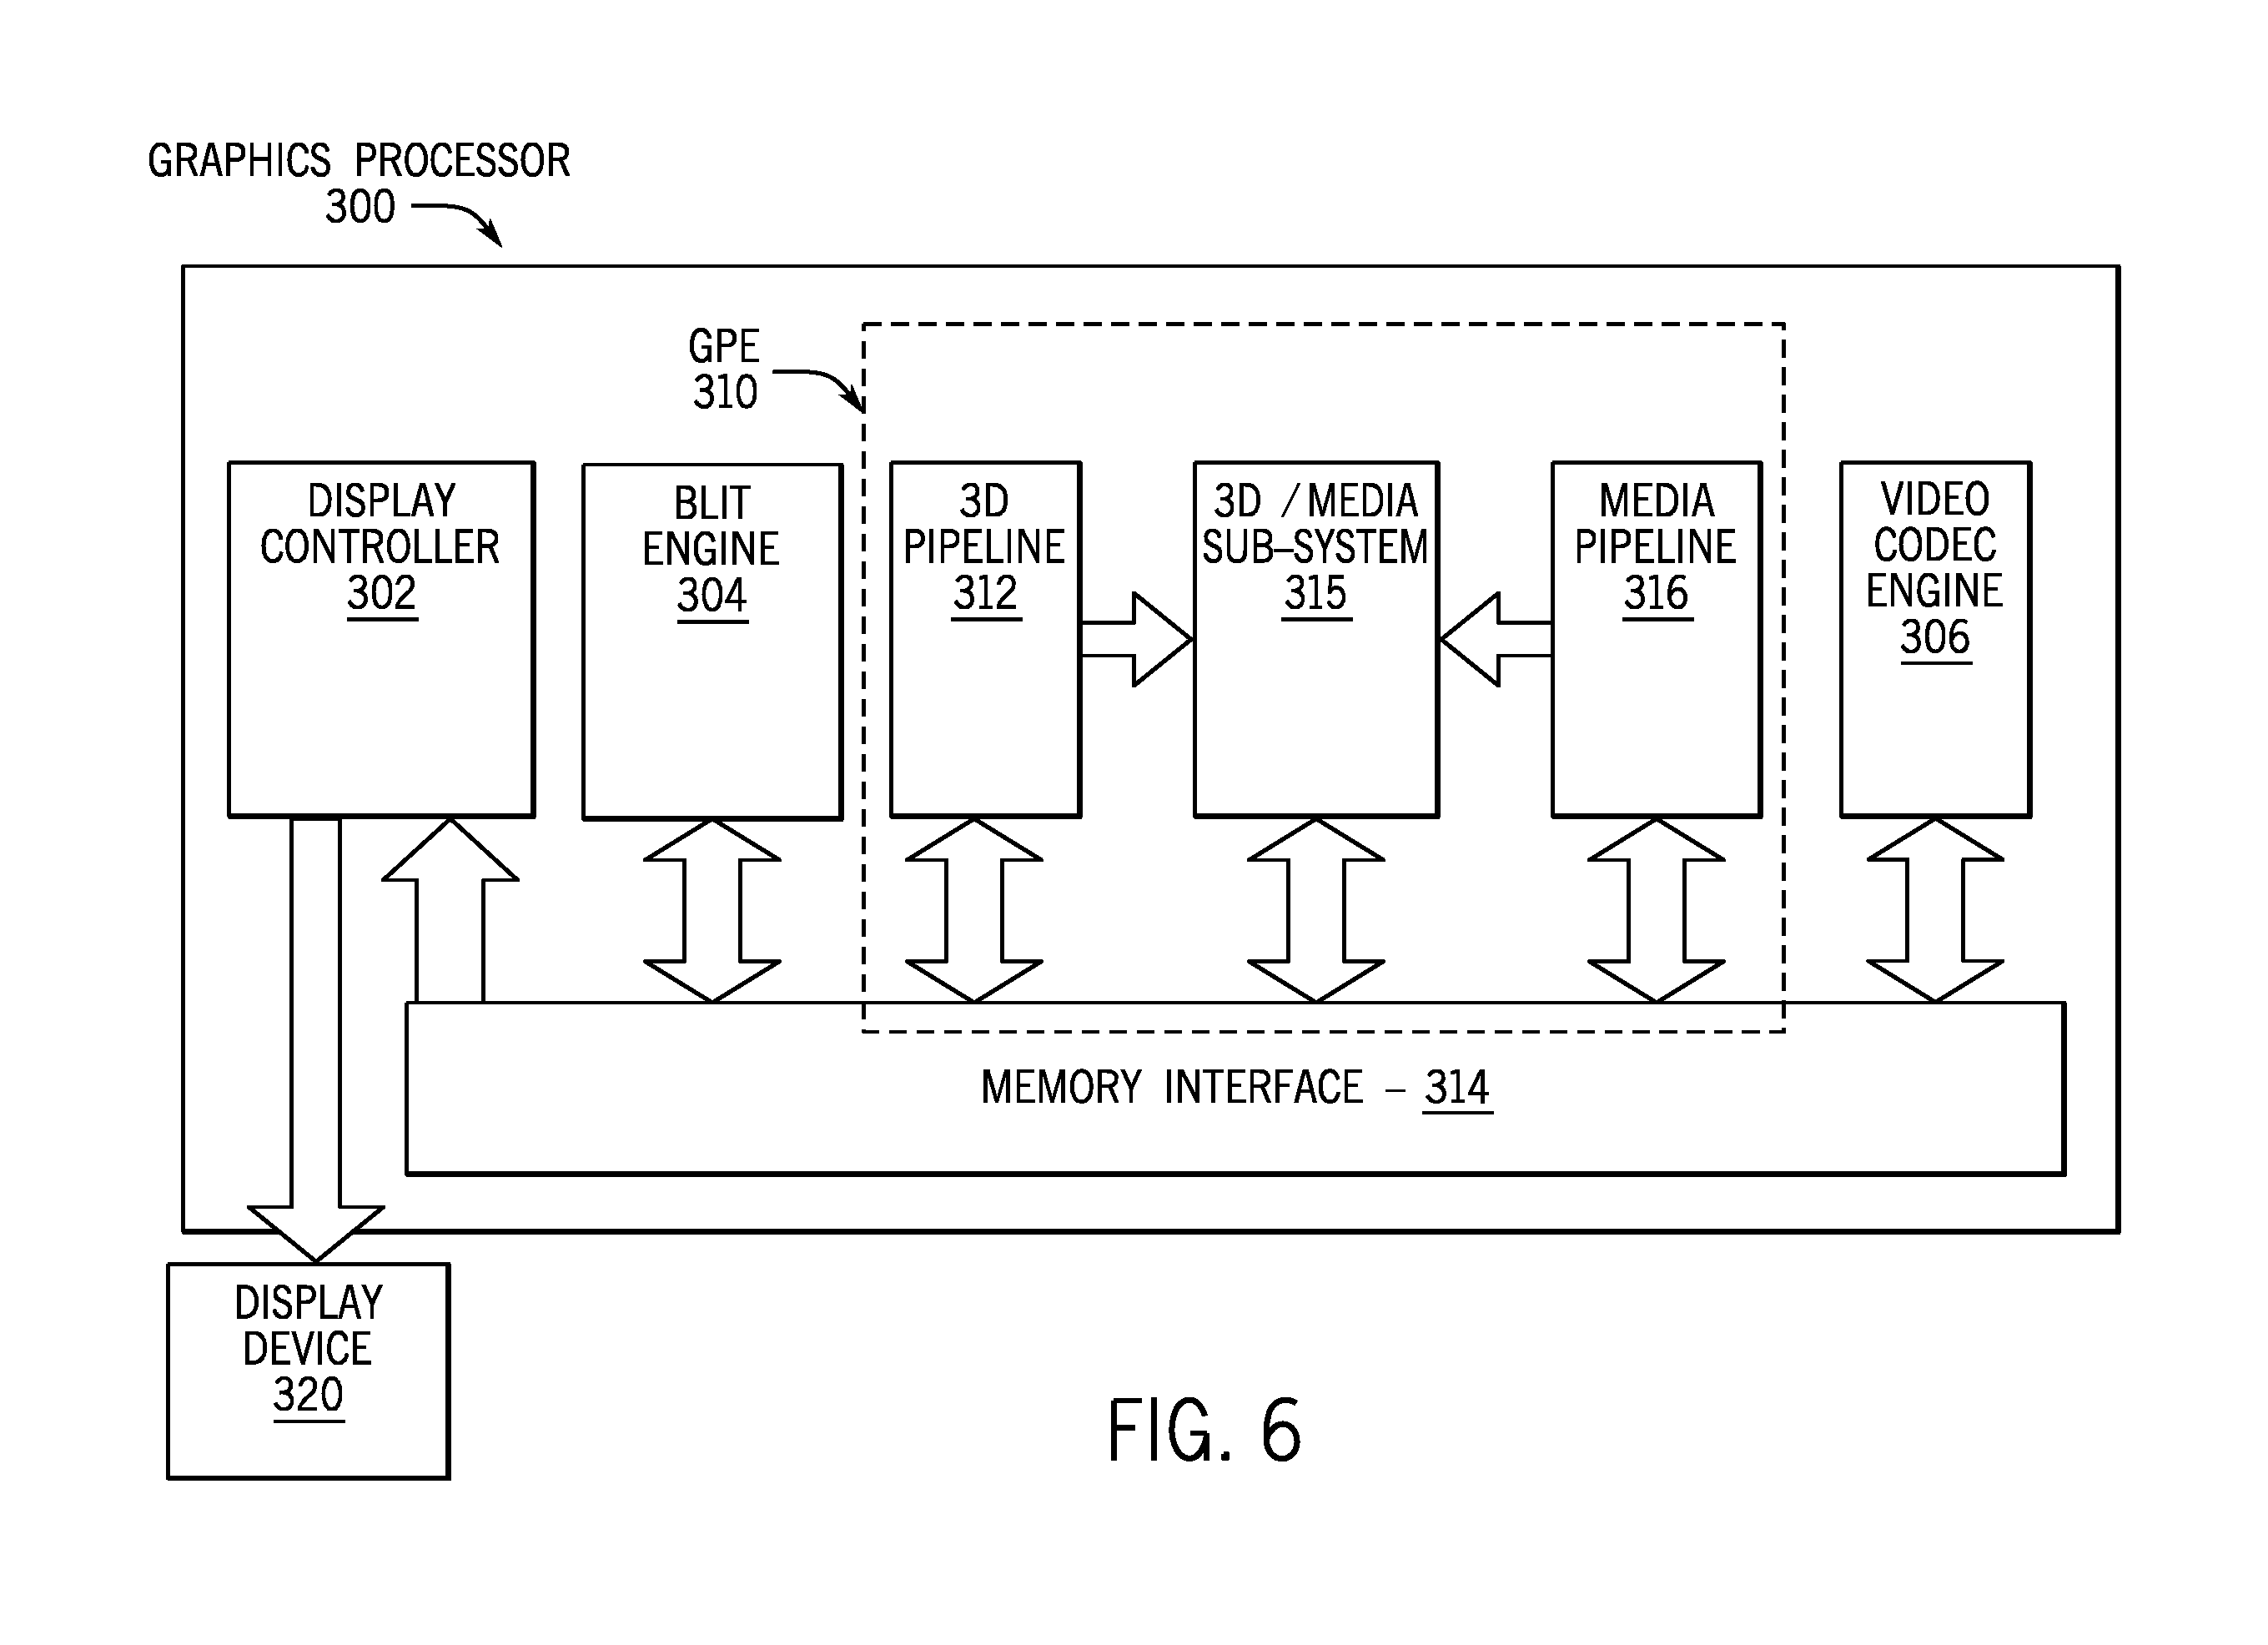 GRAPHICS PROCESSOR
300
GPE
310
DISPLAY
CONTROLLER
302
BLIT
ENGINE
304
3D
PIPELINE
312
3D / MEDIA
SUB–SYSTEM
315
MEDIA
PIPELINE
316
VIDEO
CODEC
ENGINE
306
MEMORY INTERFACE – 314
DISPLAY
DEVICE
320
FIG. 6